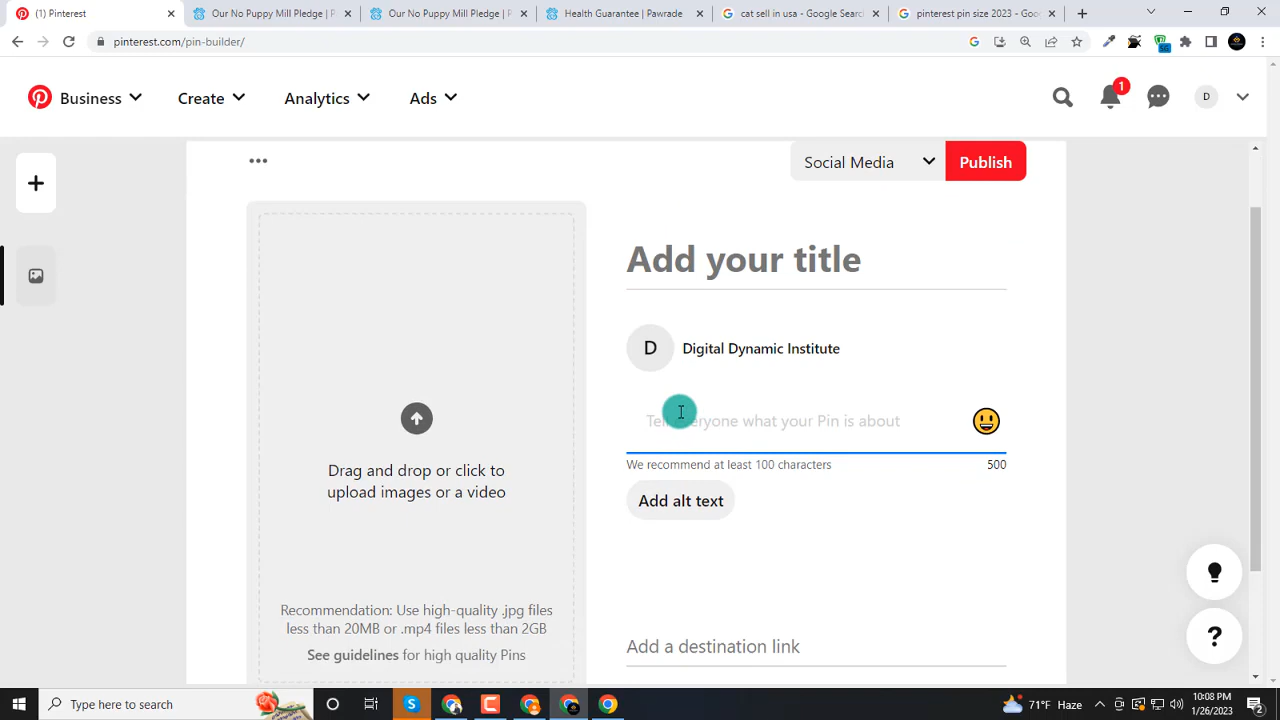 (1) Pinterest
Our No Puppy Mill Pledge | P
Our No Puppy Mill Pledge | P
Health Guarantee | Pawrade
cat sell in usa - Google Searc
pinterest pin size 2023 - Goo
pinterest.com/pin-builder/
Business
Create
Analytics
Ads
1
D
Social Media
Publish
Add your title
D
Digital Dynamic Institute
Tell everyone what your Pin is about
We recommend at least 100 characters
500
Add alt text
Drag and drop or click to
upload images or a video
Recommendation: Use high-quality .jpg files
less than 20MB or .mp4 files less than 2GB
See guidelines for high quality Pins
Add a destination link
?
Type here to search
71°F Haze
10:08 PM
1/26/2023
2